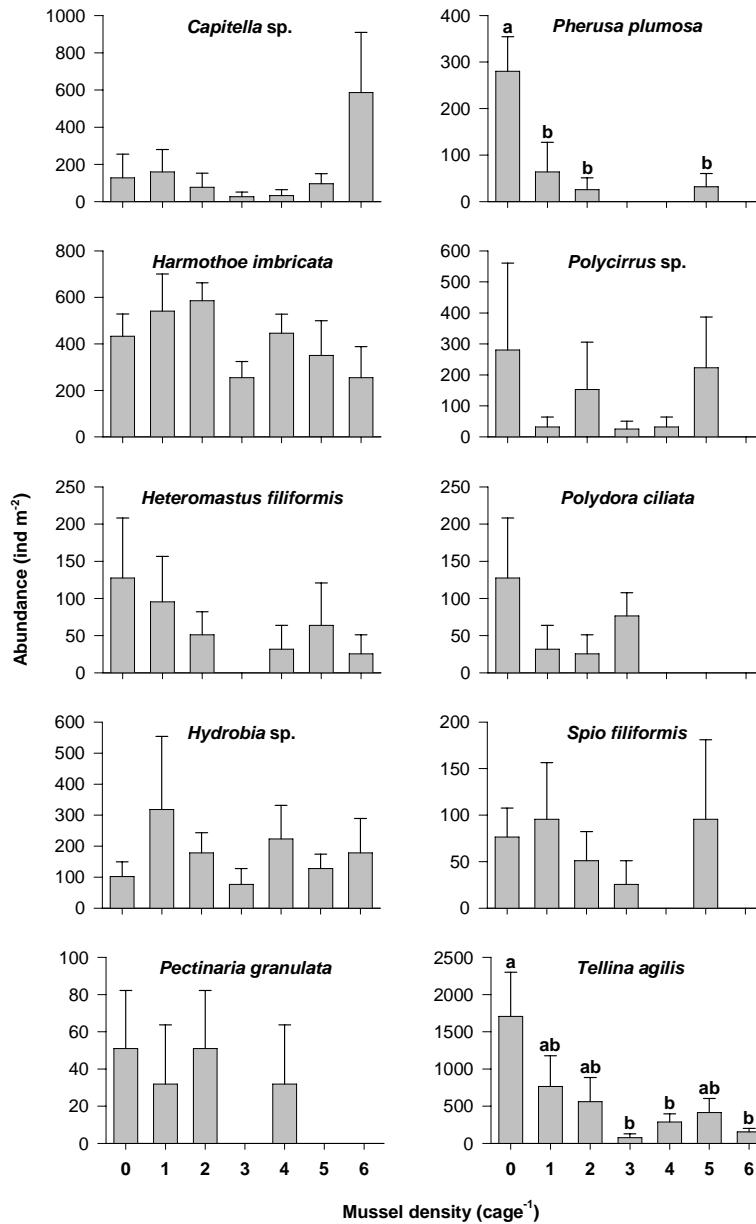 Capitella sp.
1000
800
600
400
200
0
Pherusa plumosa
400
300
200
100
0
a
b
b
b
Harmothoe imbricata
800
600
400
200
0
Polycirrus sp.
600
500
400
300
200
100
0
Heteromastus filiformis
250
200
150
100
50
0
Polydora ciliata
250
200
150
100
50
0
Hydrobia sp.
600
500
400
300
200
100
0
Spio filiformis
200
150
100
50
0
Pectinaria granulata
100
80
60
40
20
0
0 1 2 3 4 5 6
Tellina agilis
2500
2000
1500
1000
500
0
a
ab
ab
b
b
ab
b
0 1 2 3 4 5 6
Abundance (ind m-2)
Mussel density (cage-1)